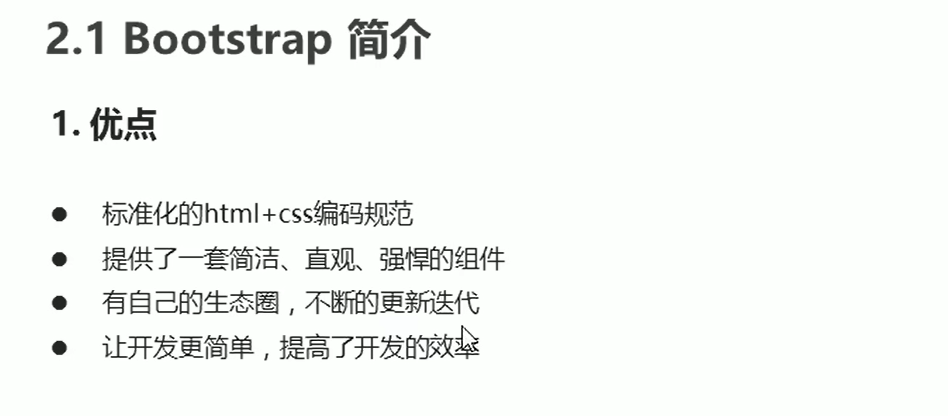 2.1 Bootstrap 简介
1. 优点
● 标准化的html+css编码规范
● 提供了一套简洁、直观、强悍的组件
● 有自己的生态圈，不断的更新迭代
● 让开发更简单，提高了开发的效率